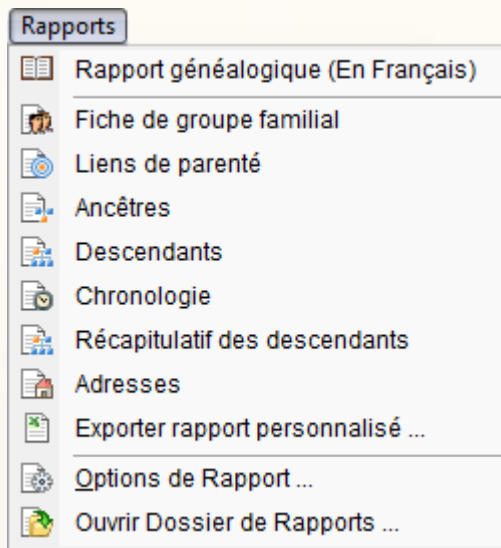 Rapports
Rapport généalogique (En Français)
Fiche de groupe familial
Liens de parenté
Ancêtres
Descendants
Chronologie
Récapitulatif des descendants
Adresses
Exporter rapport personnalisé ...
Options de Rapport ...
Ouvrir Dossier de Rapports ...